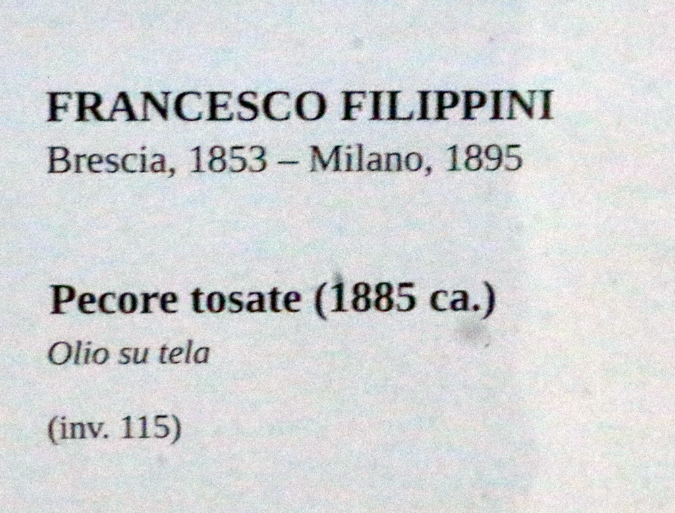 FRANCESCO FILIPPINI
Brescia, 1853 – Milano, 1895
Pecore tosate (1885 ca.)
Olio su tela
(inv. 115)